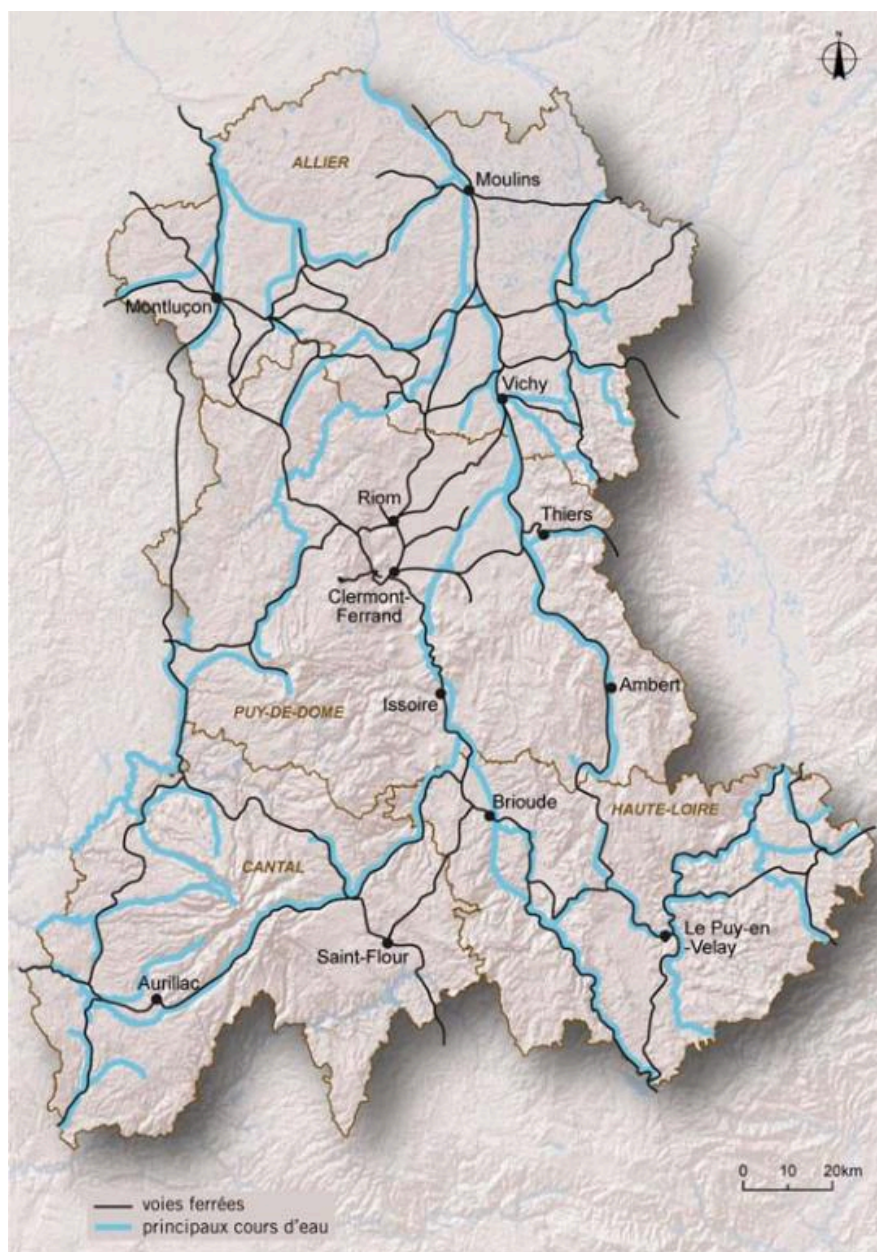 N
ALLIER
Moulins
Montluçon
Vichy
Riom
Thiers
Clermont-
Ferrand
Ambert
Issoire
PUY-DE-DOME
Brioude
HAUTE-LOIRE
CANTAL
Le Puy-en
-Velay
Saint-Flour
Aurillac
0 10 20km
voies ferrées
principaux cours d'eau